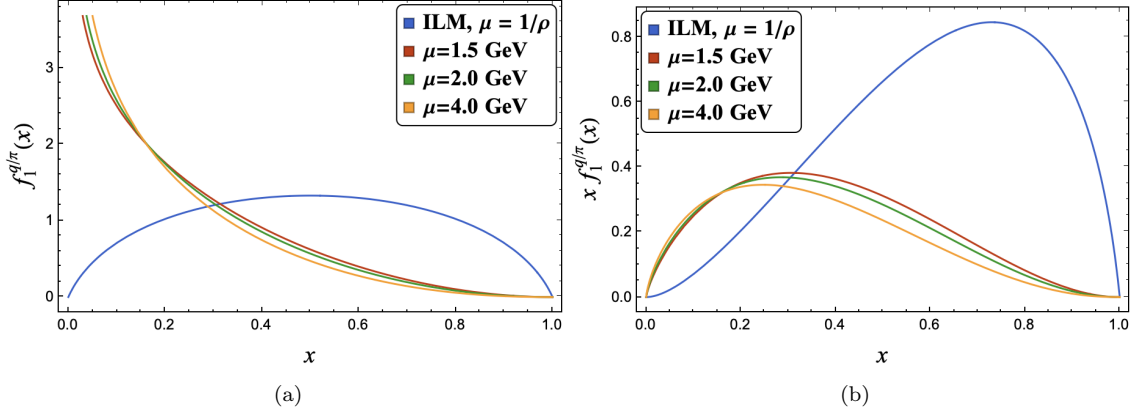 ILM, μ = 1/ρ
μ=1.5 GeV
μ=2.0 GeV
μ=4.0 GeV
f_1^{q/π}(x)
3
2
1
0
0.0 0.2 0.4 0.6 0.8 1.0
x
(a)
ILM, μ = 1/ρ
μ=1.5 GeV
μ=2.0 GeV
μ=4.0 GeV
x f_1^{q/π}(x)
0.8
0.6
0.4
0.2
0.0
0.0 0.2 0.4 0.6 0.8 1.0
x
(b)